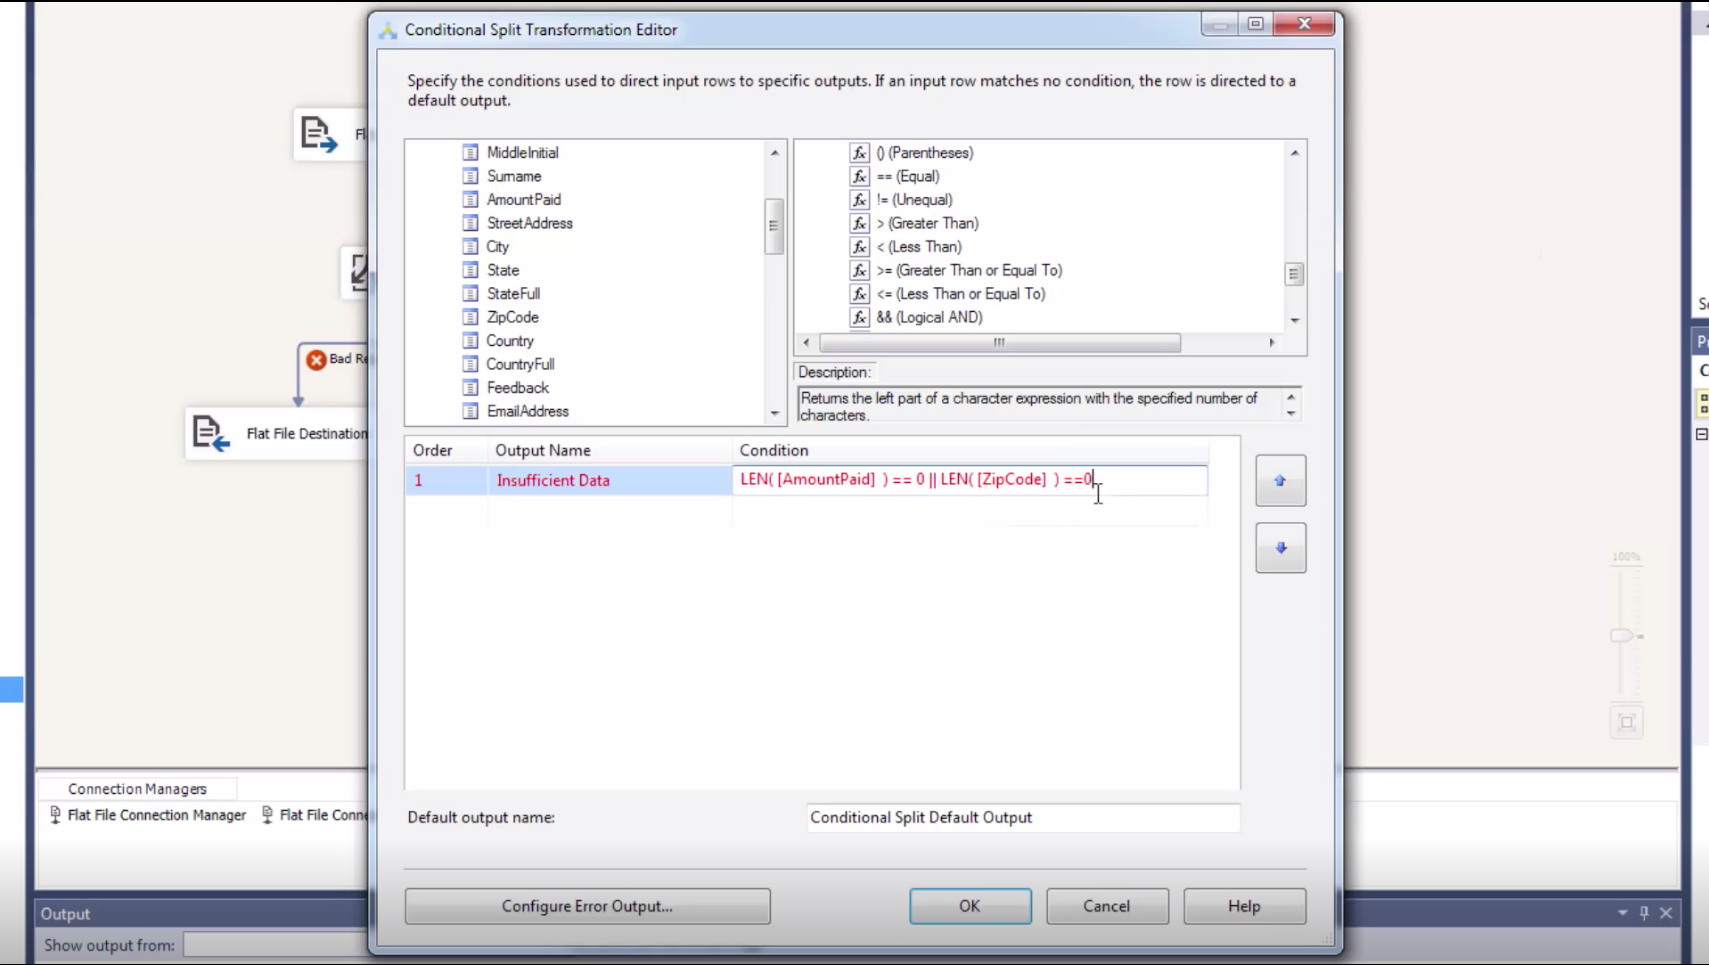 Conditional Split Transformation Editor
Specify the conditions used to direct input rows to specific outputs. If an input row matches no condition, the row is directed to a
default output.
MiddleInitial
Surname
AmountPaid
StreetAddress
City
State
StateFull
ZipCode
Country
CountryFull
Feedback
EmailAddress
() (Parentheses)
== (Equal)
!= (Unequal)
> (Greater Than)
< (Less Than)
>= (Greater Than or Equal To)
<= (Less Than or Equal To)
&& (Logical AND)
Description:
Returns the left part of a character expression with the specified number of
characters.
Bad Re
Flat File Destination
Order Output Name Condition
1 Insufficient Data LEN( [AmountPaid] ) == 0 || LEN( [ZipCode] ) ==0
100%
Default output name: Conditional Split Default Output
Configure Error Output... OK Cancel Help
Connection Managers
Flat File Connection Manager Flat File Conne
Output
Show output from: